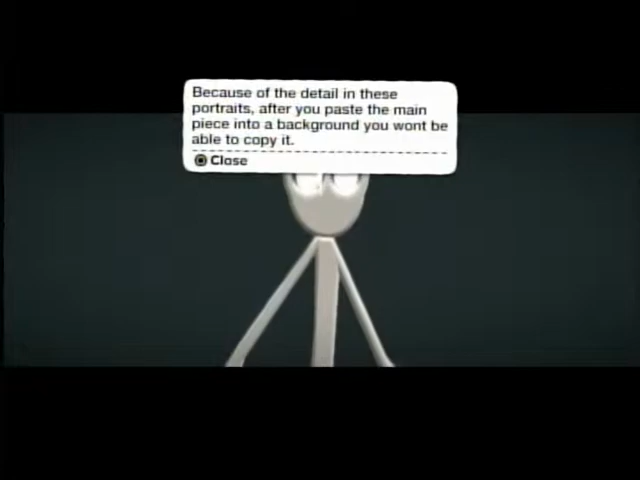 Because of the detail in these
portraits, after you paste the main
piece into a background you wont be
able to copy it.
Close